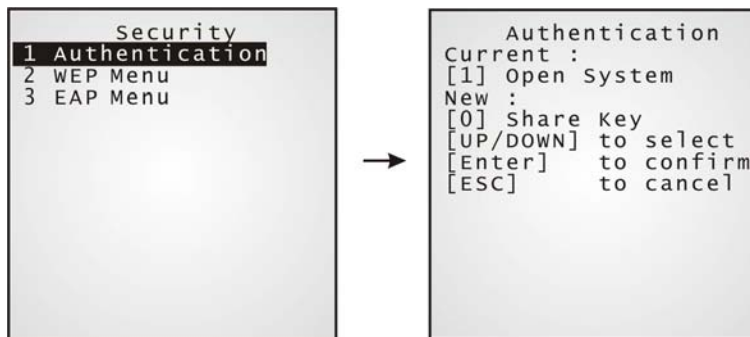 Security
1 Authentication
2 WEP Menu
3 EAP Menu
Authentication
Current :
[1] Open System
New :
[0] Share Key
[UP/DOWN] to select
[Enter] to confirm
[ESC] to cancel